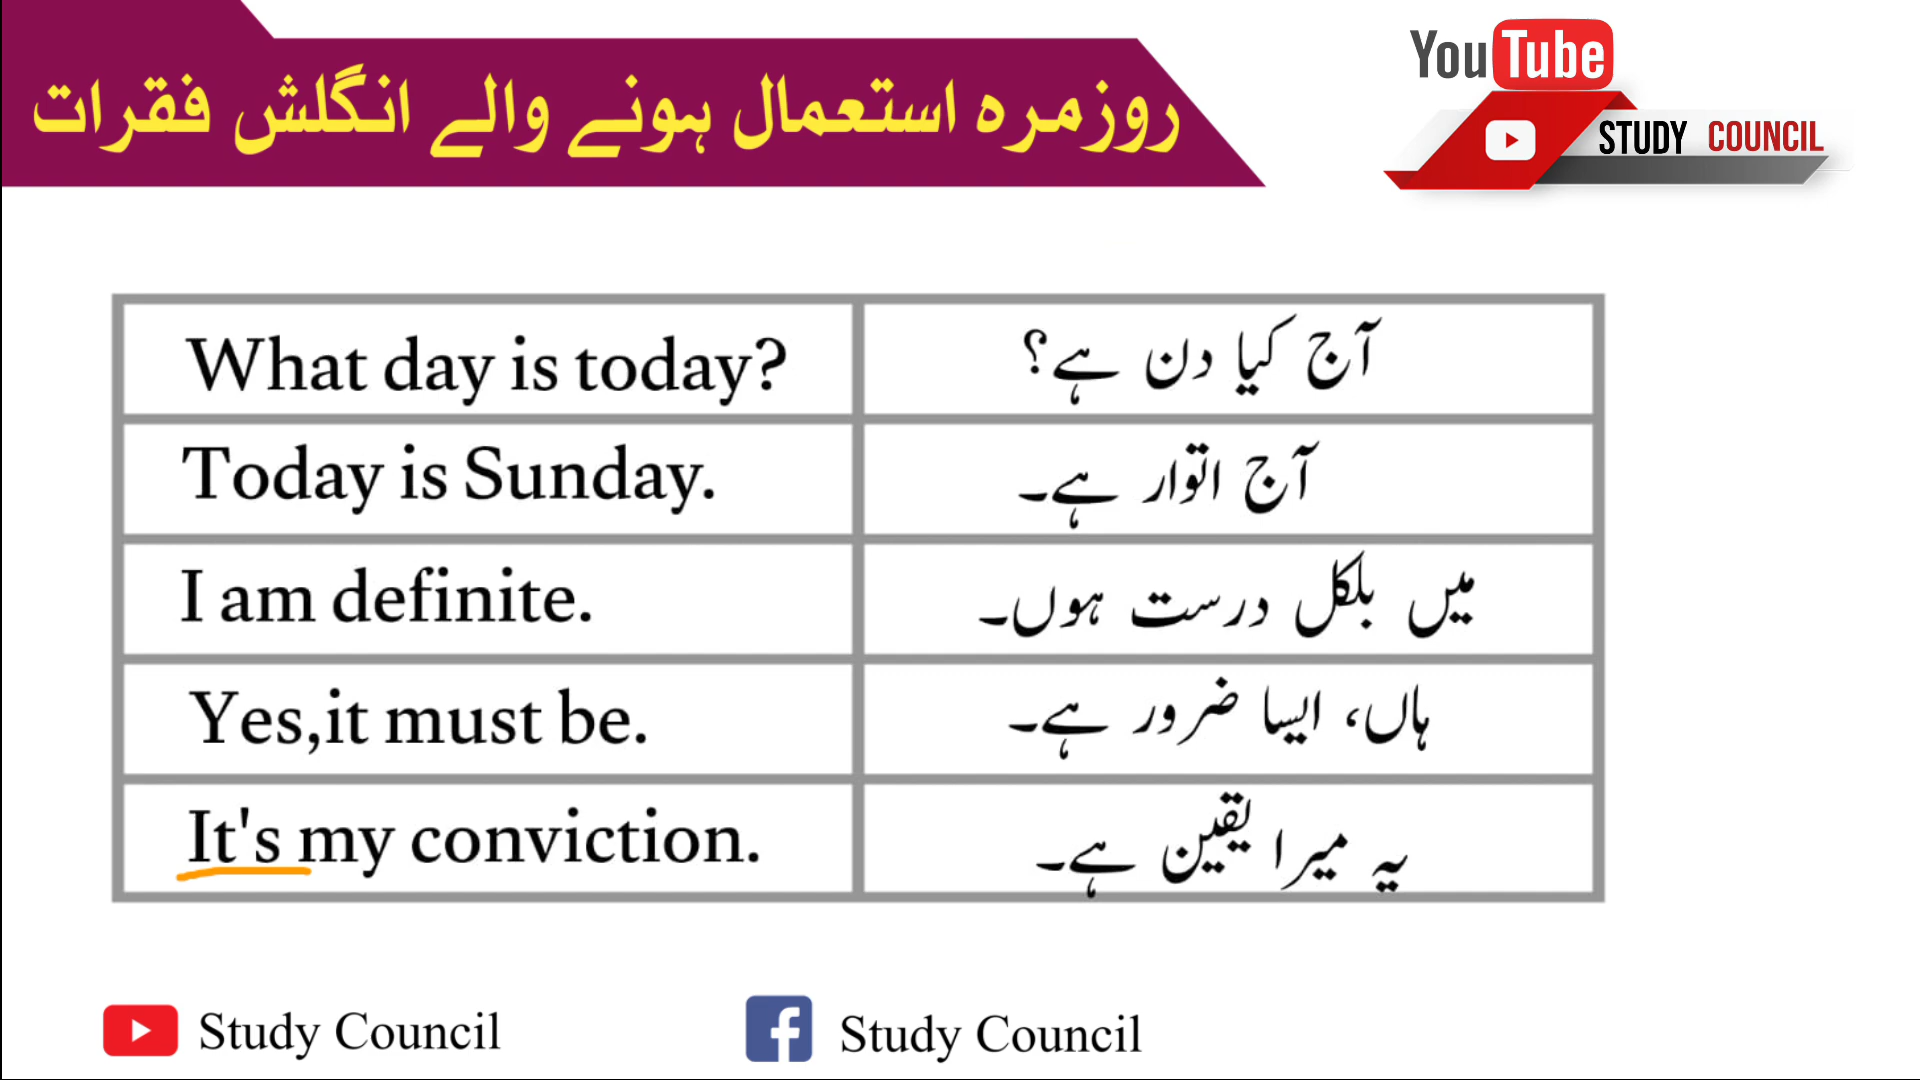 روزمرہ استعمال ہونے والے انگلش فقرات
YouTube
STUDY COUNCIL
What day is today?
آج کیا دن ہے؟
Today is Sunday.
آج اتوار ہے۔
I am definite.
میں بلکل درست ہوں۔
Yes,it must be.
ہاں، ایسا ضرور ہے۔
It's my conviction.
یہ میرا یقین ہے۔
Study Council
Study Council